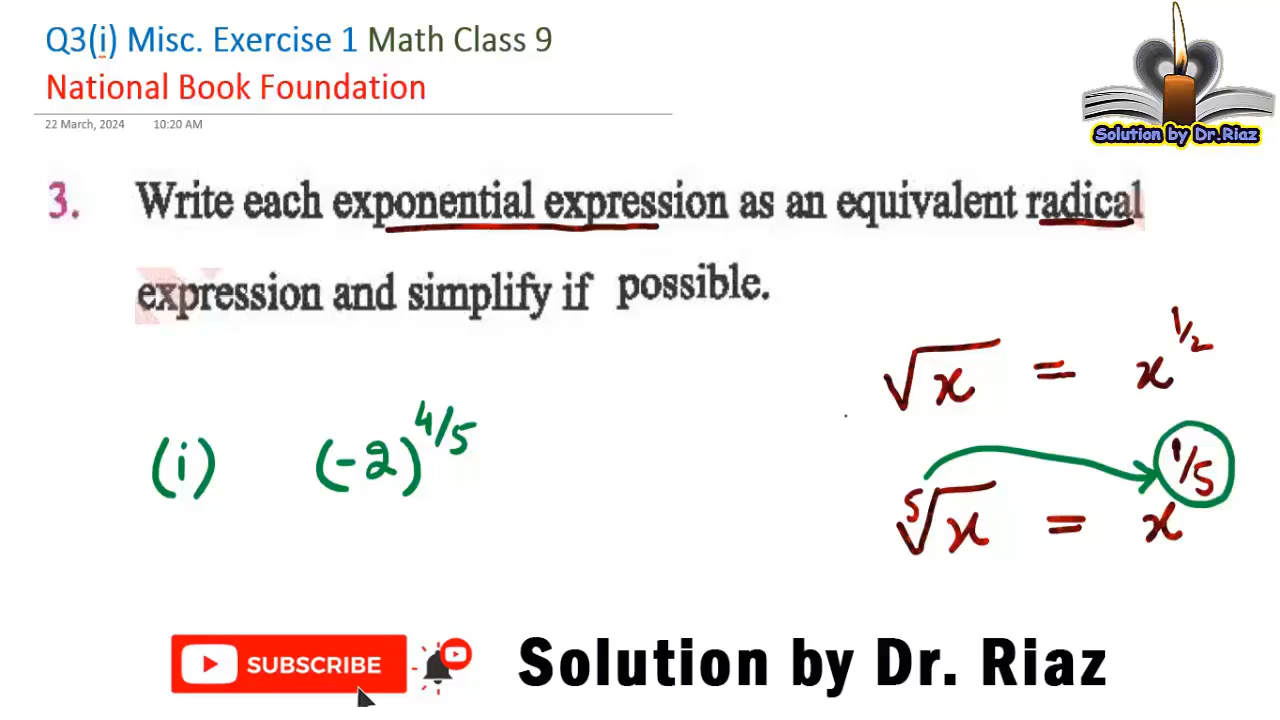 Q3(i) Misc. Exercise 1 Math Class 9
National Book Foundation
22 March, 2024 10:20 AM
Solution by Dr.Riaz
3. Write each exponential expression as an equivalent radical
expression and simplify if possible.
√x = x^1/2
(i) (-2)^4/5
⁵√x = x^1/5
SUBSCRIBE
Solution by Dr. Riaz